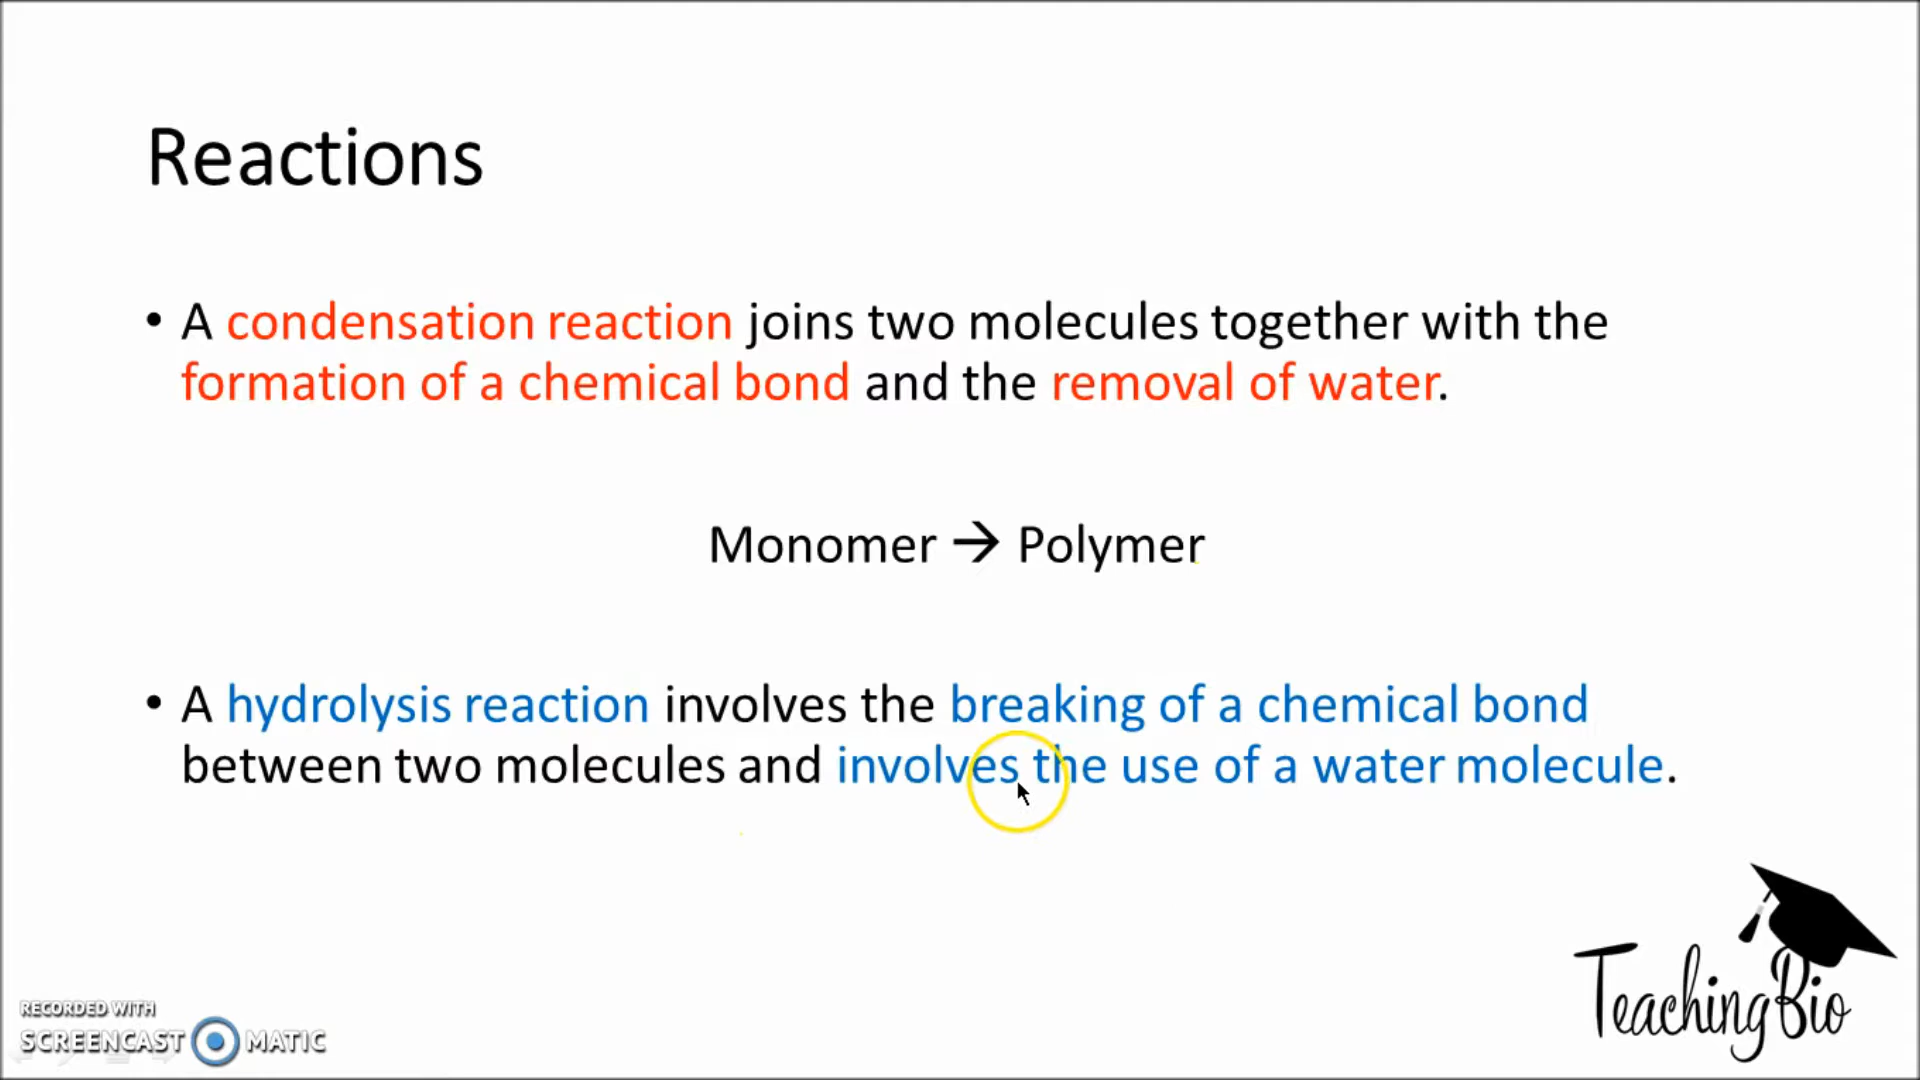 Reactions
• A condensation reaction joins two molecules together with the
formation of a chemical bond and the removal of water.
Monomer → Polymer
• A hydrolysis reaction involves the breaking of a chemical bond
between two molecules and involves the use of a water molecule.
TeachingBio
RECORDED WITH
SCREENCAST MATIC